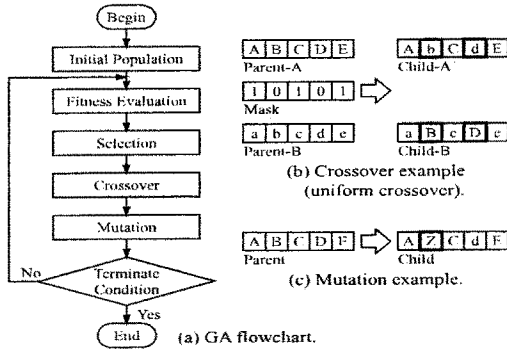 Begin
Initial Population
Fitness Evaluation
Selection
Crossover
Mutation
Terminate
Condition
No
Yes
End
(a) GA flowchart.
A B C D E
Parent-A
1 0 1 0 1
Mask
a b c d e
Parent-B
A b C d E
Child-A
a B c D e
Child-B
(b) Crossover example
(uniform crossover).
A B C D F
Parent
A Z C d E
Child
(c) Mutation example.